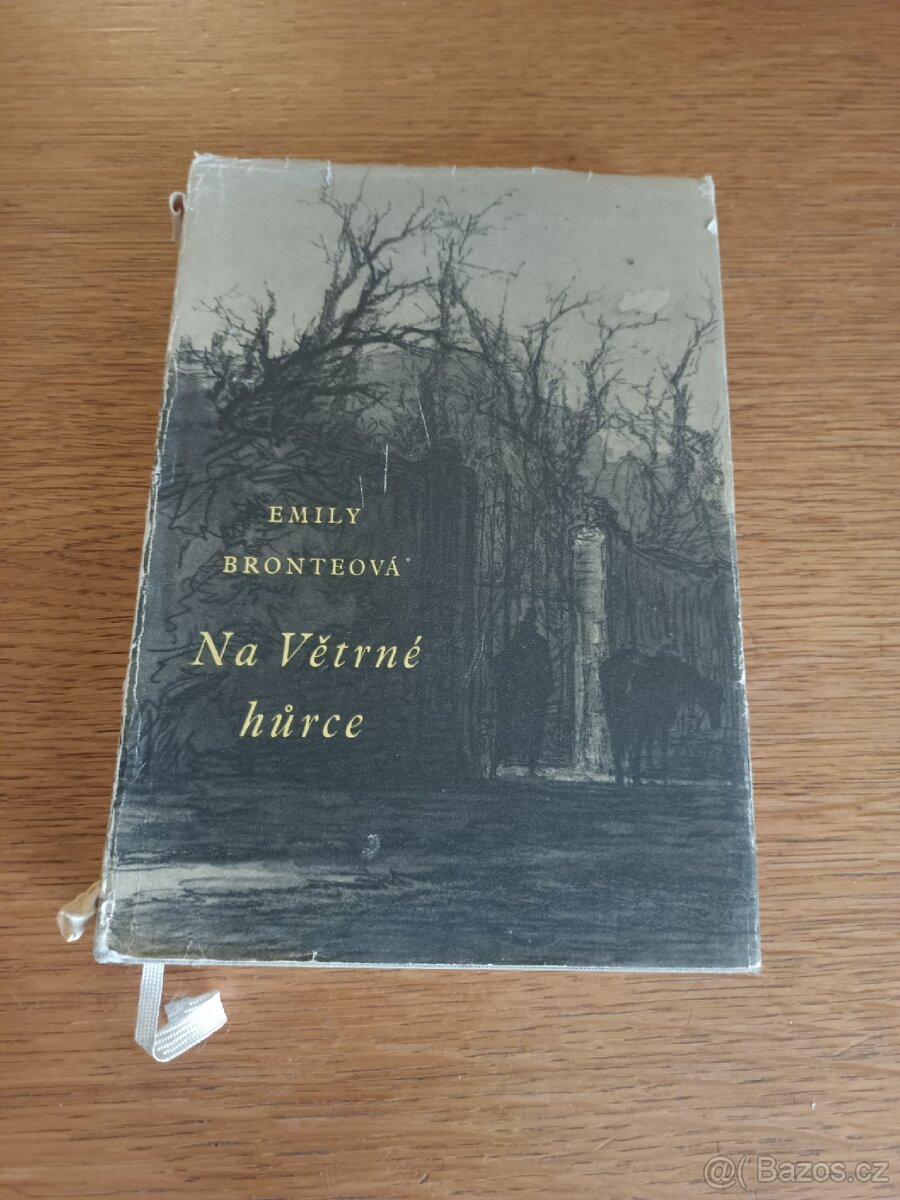 EMILY
BRONTEOVÁ
Na Větrné
hůrce
@( Bazos.cz